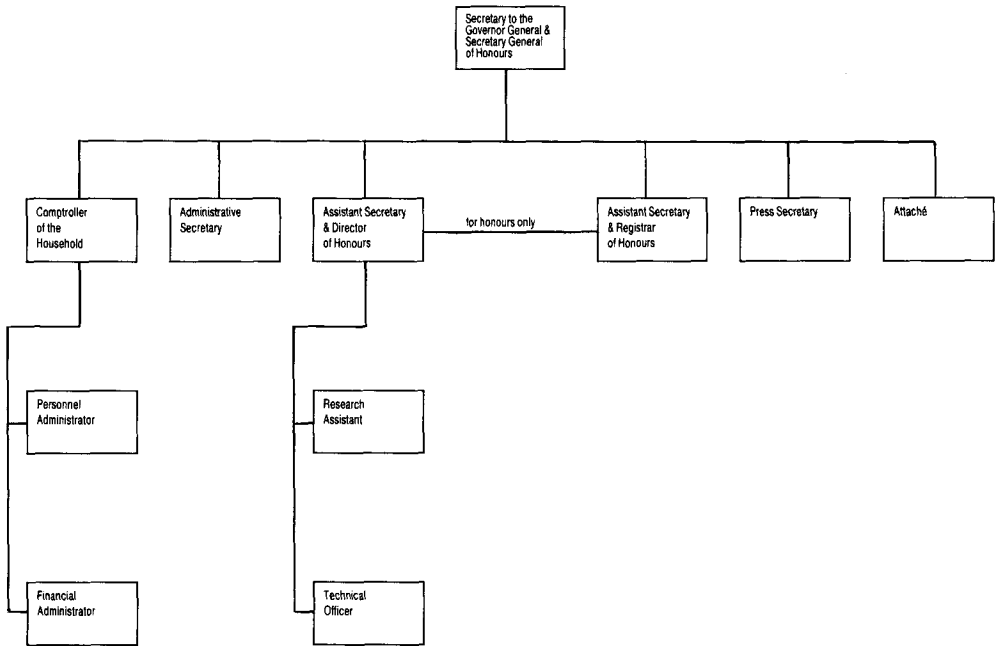 Secretary to the
Governor General &
Secretary General
of Honours
Comptroller
of the
Household
Administrative
Secretary
Assistant Secretary
& Director
of Honours
for honours only
Assistant Secretary
& Registrar
of Honours
Press Secretary
Attaché
Personnel
Administrator
Research
Assistant
Financial
Administrator
Technical
Officer